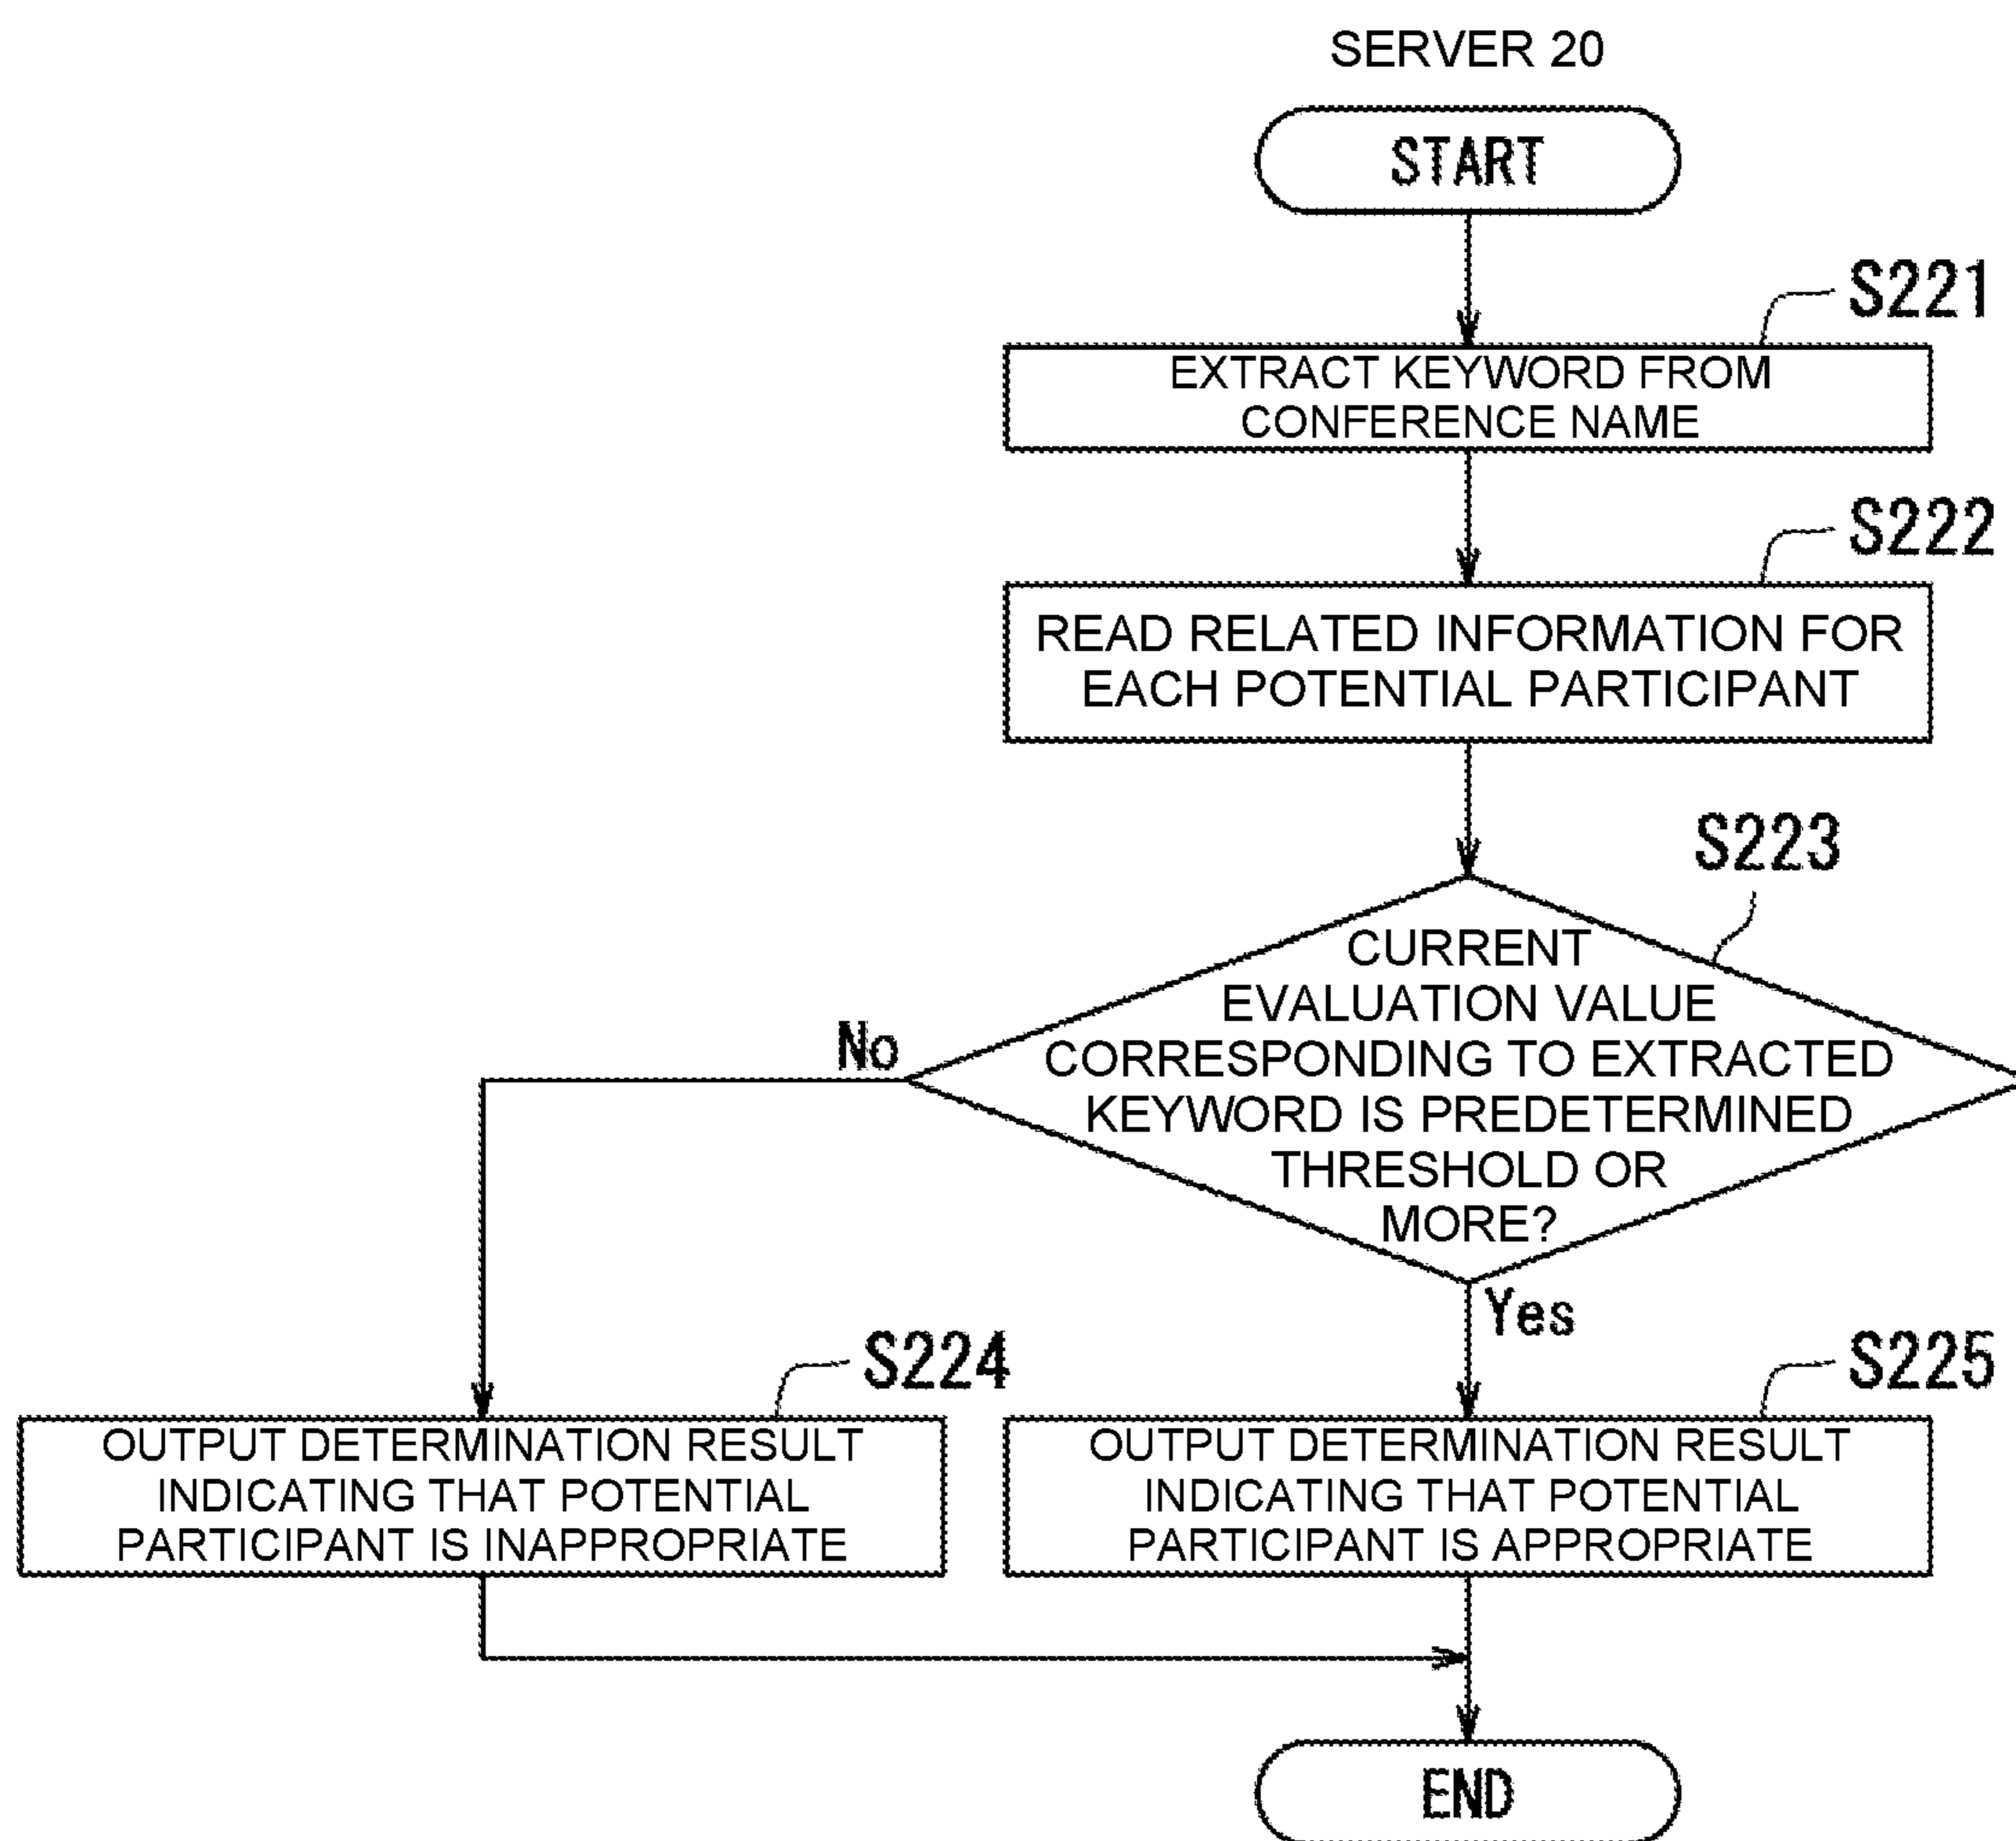 SERVER 20
START
S221
EXTRACT KEYWORD FROM
CONFERENCE NAME
S222
READ RELATED INFORMATION FOR
EACH POTENTIAL PARTICIPANT
S223
CURRENT
EVALUATION VALUE
CORRESPONDING TO EXTRACTED
KEYWORD IS PREDETERMINED
THRESHOLD OR
MORE?
No
Yes
S224
OUTPUT DETERMINATION RESULT
INDICATING THAT POTENTIAL
PARTICIPANT IS INAPPROPRIATE
S225
OUTPUT DETERMINATION RESULT
INDICATING THAT POTENTIAL
PARTICIPANT IS APPROPRIATE
END